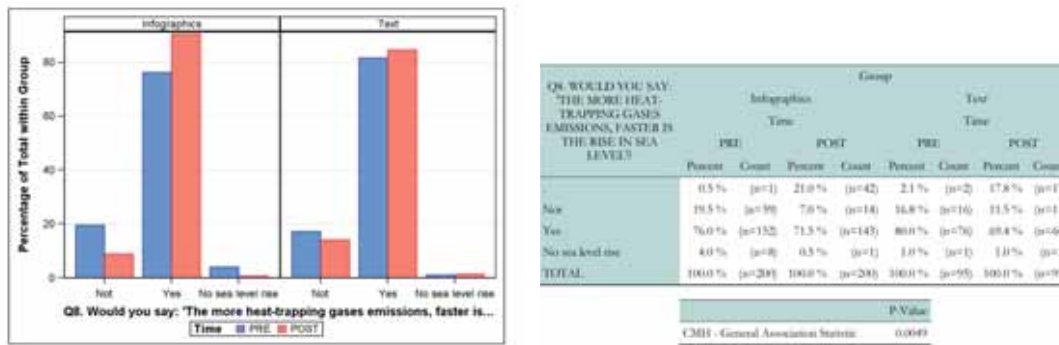 Infographics Text
Percentage of Total within Group
80
60
40
20
0
Not Yes No sea level rise Not Yes No sea level rise
Q8. Would you say: 'The more heat-trapping gases emissions, faster is...
Time PRE POST
Q8. WOULD YOU SAY
'THE MORE HEAT-
TRAPPING GASES
EMISSIONS, FASTER IS
THE RISE IN SEA
LEVEL'?
Group
Infographics Text
Time Time
PRE POST PRE POST
Percent Count Percent Count Percent Count Percent
. 0.5 % (n=1) 21.0 % (n=42) 2.1 % (n=2) 17.8 %
Not 19.5 % (n=39) 7.0 % (n=14) 16.8 % (n=16) 11.5 %
Yes 76.0 % (n=152) 71.5 % (n=143) 80.0 % (n=76) 69.4 %
No sea level rise 4.0 % (n=8) 0.5 % (n=1) 1.0 % (n=1) 1.0 %
TOTAL 100.0 % (n=200) 100.0 % (n=200) 100.0 % (n=95) 100.0 %
P-Value
CMH - General Association Statistic 0.0049